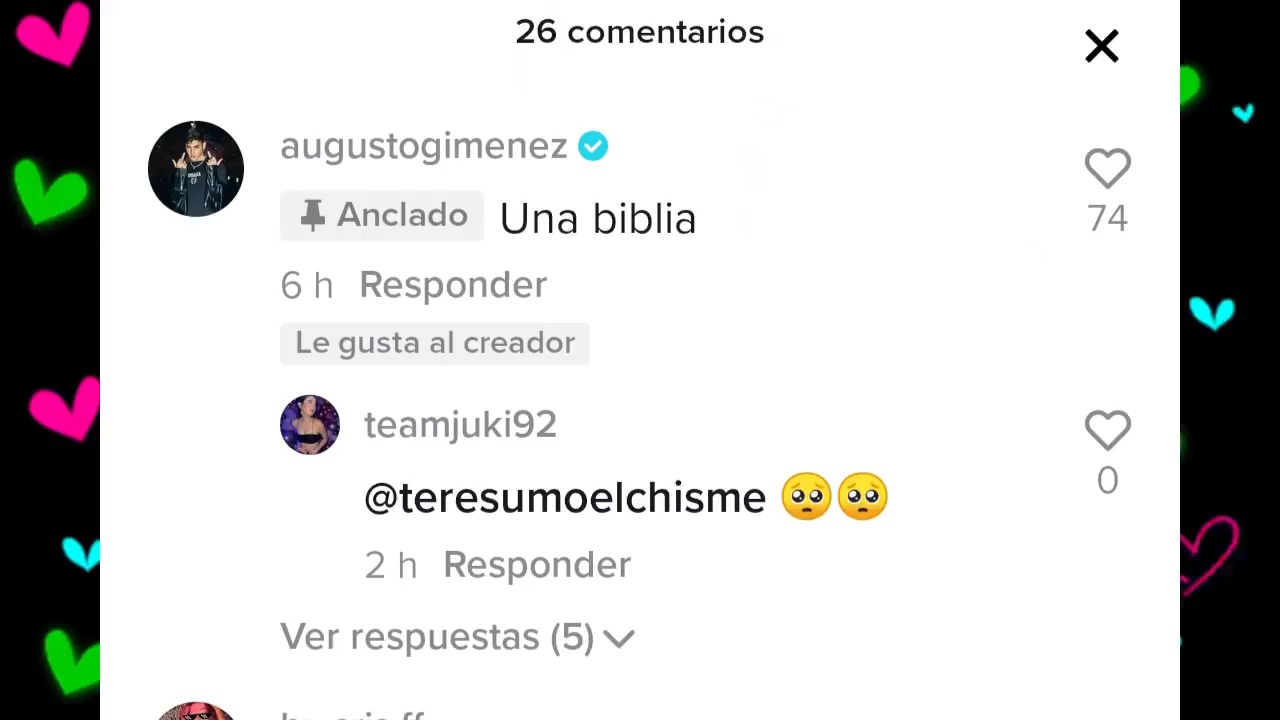 26 comentarios
augustogimenez
Anclado Una biblia
74
6 h Responder
Le gusta al creador
teamjuki92
@teresumoelchisme 🥺🥺
0
2 h Responder
Ver respuestas (5)